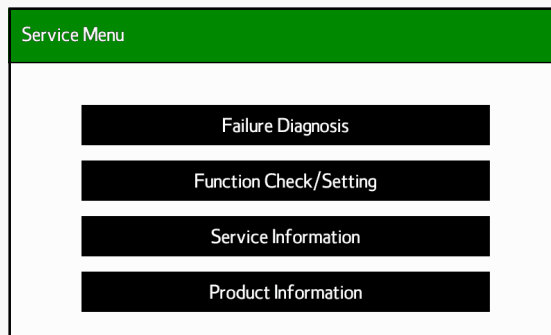 Service Menu
Failure Diagnosis
Function Check/Setting
Service Information
Product Information